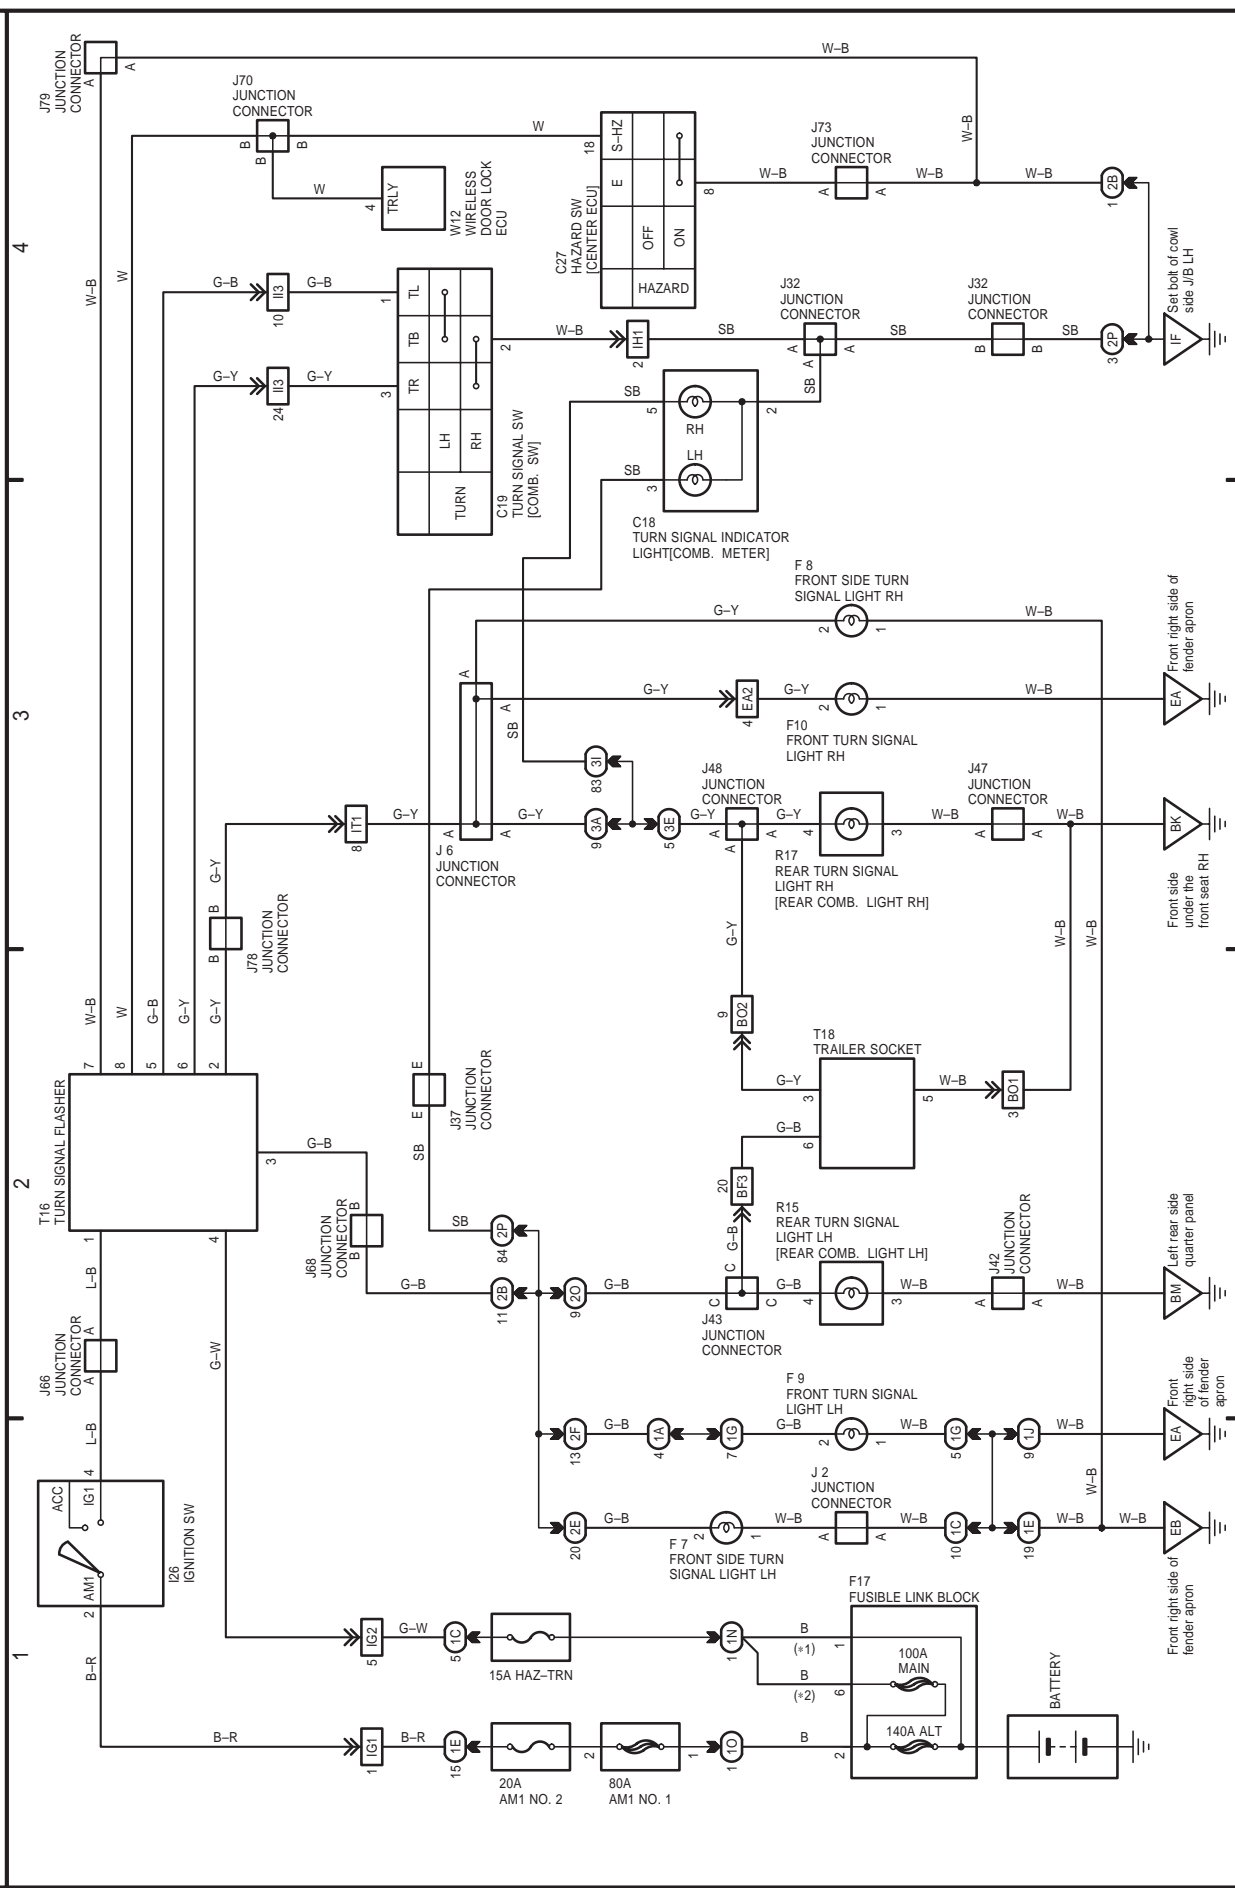 J79
JUNCTION
CONNECTOR
A
A
W–B
J70
JUNCTION
CONNECTOR
B
B
B
W
W
4
TRLY
W12
WIRELESS
DOOR LOCK
ECU
18
S–HZ
E
OFF
ON
HAZARD
8
C27
HAZARD SW
[CENTER ECU]
W–B
J73
JUNCTION
CONNECTOR
A
A
W–B
W–B
W–B
2B
1
4
W–B
W
G–B
II3
10
G–B
1
TL
TB
TR
LH
RH
TURN
2
3
G–Y
II3
24
G–Y
C19
TURN SIGNAL SW
[COMB. SW]
W–B
IH1
2
SB
J32
JUNCTION
CONNECTOR
A
A
A
SB
SB
J32
JUNCTION
CONNECTOR
B
B
SB
2P
3
IF
Set bolt of cowl
side J/B LH
SB
5
RH
2
LH
SB
3
C18
TURN SIGNAL INDICATOR
LIGHT[COMB. METER]
F 8
FRONT SIDE TURN
SIGNAL LIGHT RH
G–Y
2
1
W–B
3
A
A
G–Y
EA2
4
G–Y
2
1
W–B
F10
FRONT TURN SIGNAL
LIGHT RH
EA
Front right side of
fender apron
SB
3I
83
IT1
8
G–Y
A
A
J 6
JUNCTION
CONNECTOR
G–Y
3A
9
3E
5
G–Y
J48
JUNCTION
CONNECTOR
A
A
A
G–Y
4
3
R17
REAR TURN SIGNAL
LIGHT RH
[REAR COMB. LIGHT RH]
W–B
J47
JUNCTION
CONNECTOR
A
A
W–B
BK
Front side
under the
front seat RH
G–Y
B
B
J78
JUNCTION
CONNECTOR
G–Y
W–B
W–B
W–B
W
G–B
G–Y
G–Y
7
8
5
6
2
T16
TURN SIGNAL FLASHER
3
1
4
G–B
E
E
J37
JUNCTION
CONNECTOR
SB
9
BO2
G–Y
3
T18
TRAILER SOCKET
5
W–B
BO1
3
G–B
6
20
BF3
G–B
2
J68
JUNCTION
CONNECTOR
B
B
G–B
SB
2P
84
2B
11
2O
9
G–B
C
C
C
J43
JUNCTION
CONNECTOR
G–B
4
3
R15
REAR TURN SIGNAL
LIGHT LH
[REAR COMB. LIGHT LH]
W–B
J42
JUNCTION
CONNECTOR
A
A
W–B
BM
Left rear side
quarter panel
L–B
J66
JUNCTION
CONNECTOR
A
A
L–B
G–W
2F
13
G–B
1A
4
1G
7
G–B
F 9
FRONT TURN SIGNAL
LIGHT LH
2
1
W–B
1G
5
1J
9
W–B
EA
Front
right side
of fender
apron
4
ACC
IG1
AM1
2
I26
IGNITION SW
2E
20
G–B
F 7
FRONT SIDE TURN
SIGNAL LIGHT LH
2
1
W–B
J 2
JUNCTION
CONNECTOR
A
A
W–B
1C
10
1E
19
W–B
W–B
W–B
EB
Front right side of
fender apron
1
B–R
IG2
5
G–W
1C
5
15A HAZ–TRN
1N
1
B
(*1)
1
B
(*2)
6
F17
FUSIBLE LINK BLOCK
100A
MAIN
140A ALT
BATTERY
B–R
IG1
1
B–R
1E
15
20A
AM1 NO. 2
2
80A
AM1 NO. 1
1
1O
1
B
2